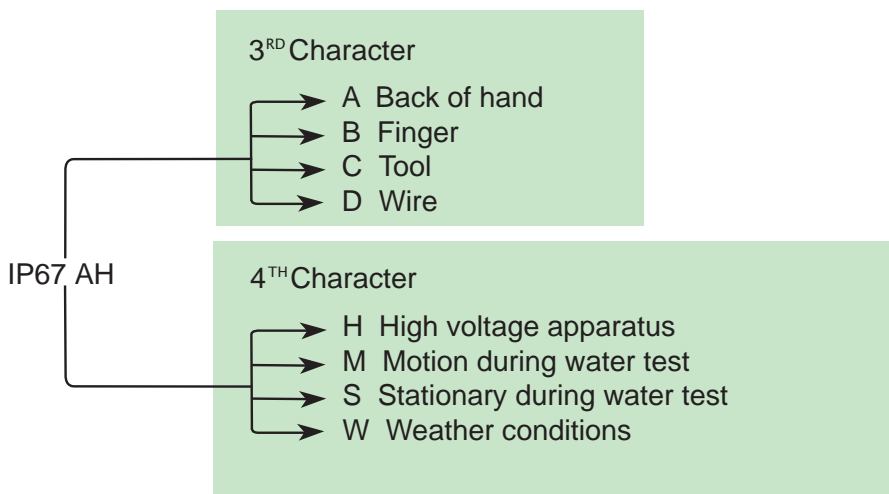 3RD Character
A Back of hand
B Finger
C Tool
D Wire
IP67 AH
4TH Character
H High voltage apparatus
M Motion during water test
S Stationary during water test
W Weather conditions